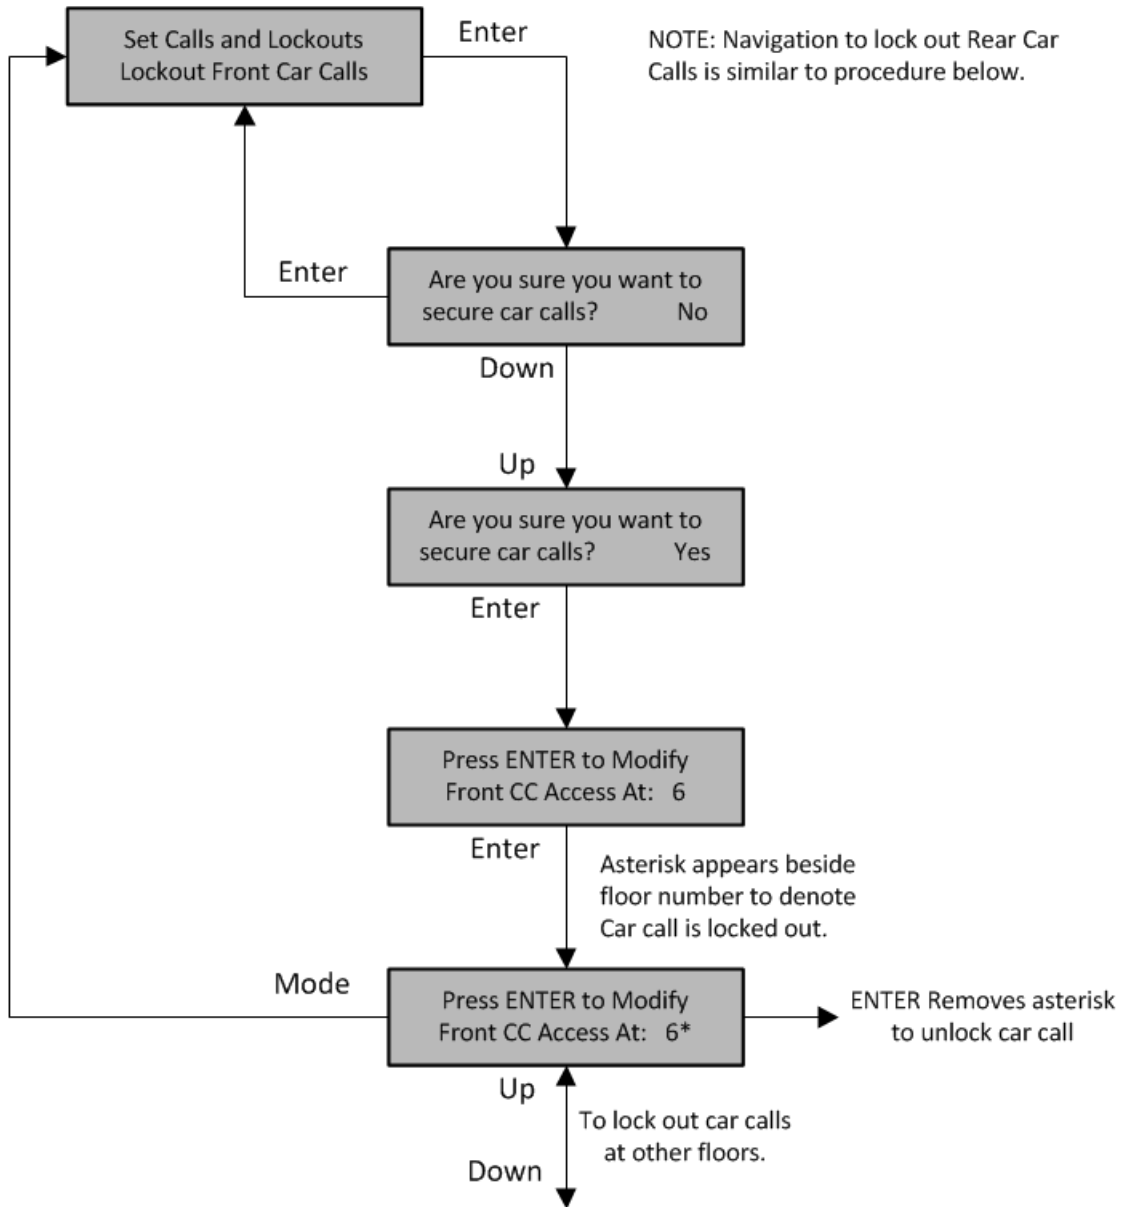 Set Calls and Lockouts
Lockout Front Car Calls
Enter
NOTE: Navigation to lock out Rear Car
Calls is similar to procedure below.
Enter
Are you sure you want to
secure car calls? No
Down
Up
Are you sure you want to
secure car calls? Yes
Enter
Press ENTER to Modify
Front CC Access At: 6
Enter
Asterisk appears beside
floor number to denote
Car call is locked out.
Mode
Press ENTER to Modify
Front CC Access At: 6*
ENTER Removes asterisk
to unlock car call
Up
To lock out car calls
at other floors.
Down